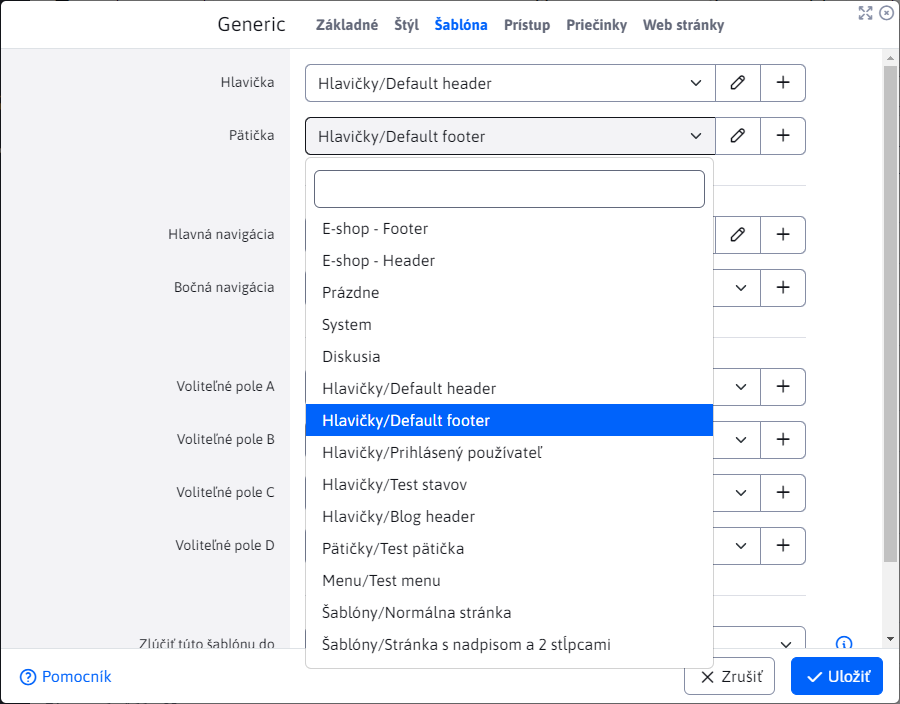 Generic Základné Štýl Šablóna Prístup Priečinky Web stránky
Hlavička Hlavičky/Default header
Pätička Hlavičky/Default footer
E-shop - Footer
Hlavná navigácia
E-shop - Header
Bočná navigácia
Prázdne
System
Diskusia
Voliteľné pole A
Hlavičky/Default header
Hlavičky/Default footer
Voliteľné pole B
Hlavičky/Prihlásený používateľ
Hlavičky/Test stavov
Voliteľné pole C
Hlavičky/Blog header
Voliteľné pole D
Pätičky/Test pätička
Menu/Test menu
Šablóny/Normálna stránka
Zlúčiť túto šablónu do
Šablóny/Stránka s nadpisom a 2 stĺpcami
Pomocník Zrušiť Uložiť